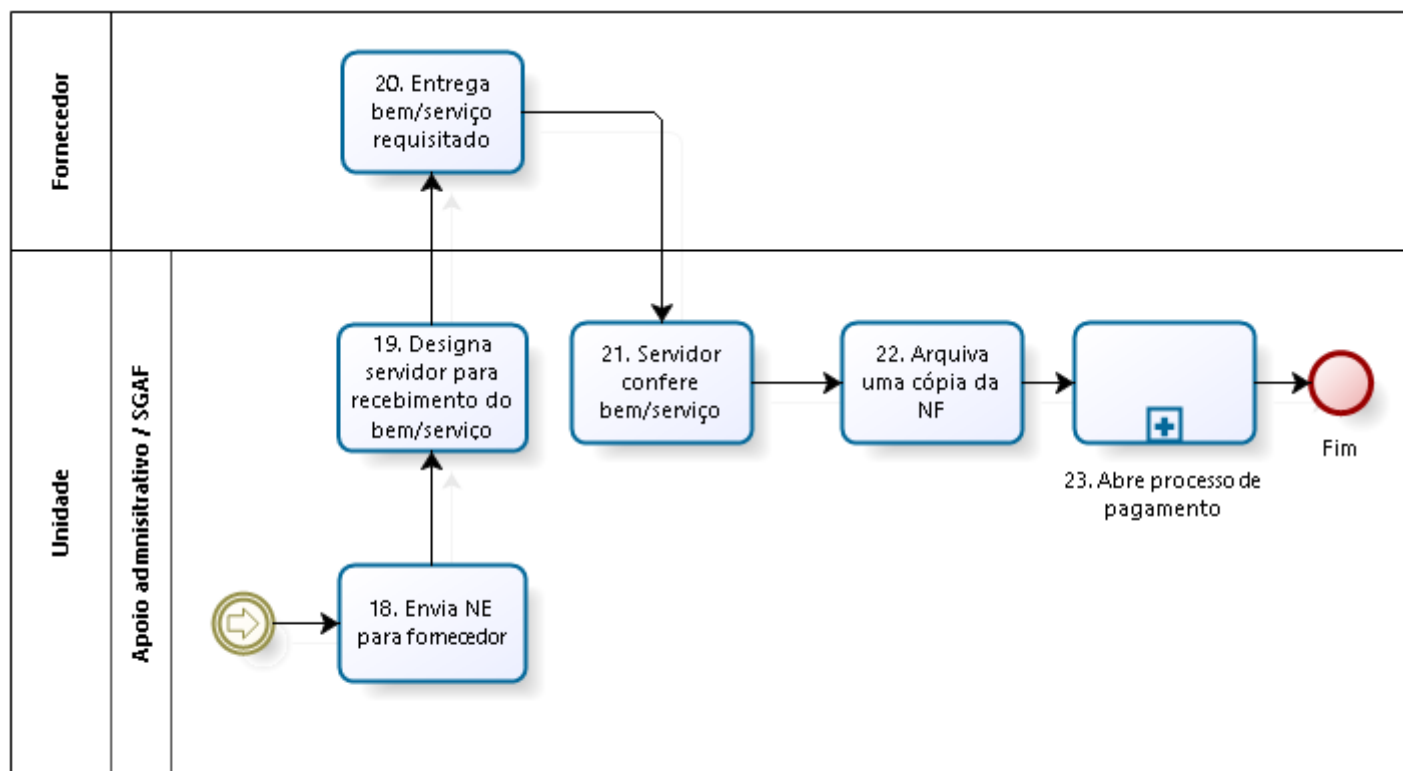 Fornecedor
20. Entrega
bem/serviço
requisitado
Unidade
Apoio admnisitrativo / SGAF
19. Designa
servidor para
recebimento do
bem/serviço
21. Servidor
confere
bem/serviço
22. Arquiva
uma cópia da
NF
23. Abre processo de
pagamento
Fim
18. Envia NE
para fornecedor